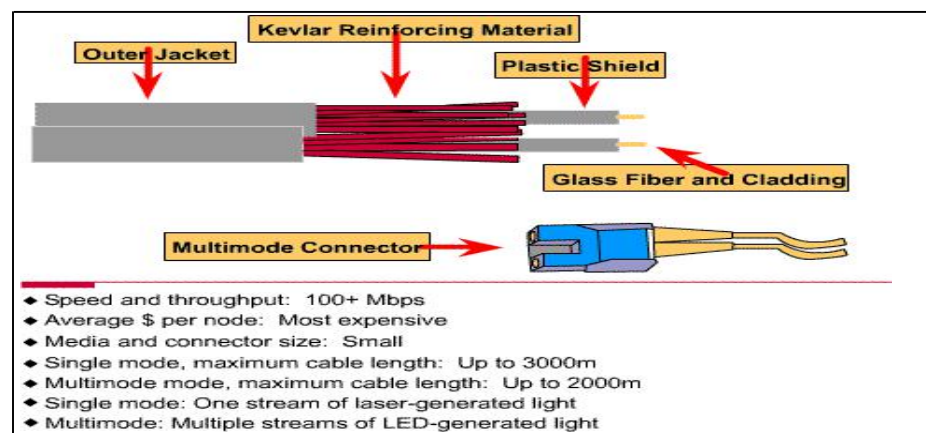 Kevlar Reinforcing Material
Outer Jacket
Plastic Shield
Glass Fiber and Cladding
Multimode Connector
◆ Speed and throughput: 100+ Mbps
◆ Average $ per node: Most expensive
◆ Media and connector size: Small
◆ Single mode, maximum cable length: Up to 3000m
◆ Multimode mode, maximum cable length: Up to 2000m
◆ Single mode: One stream of laser-generated light
◆ Multimode: Multiple streams of LED-generated light